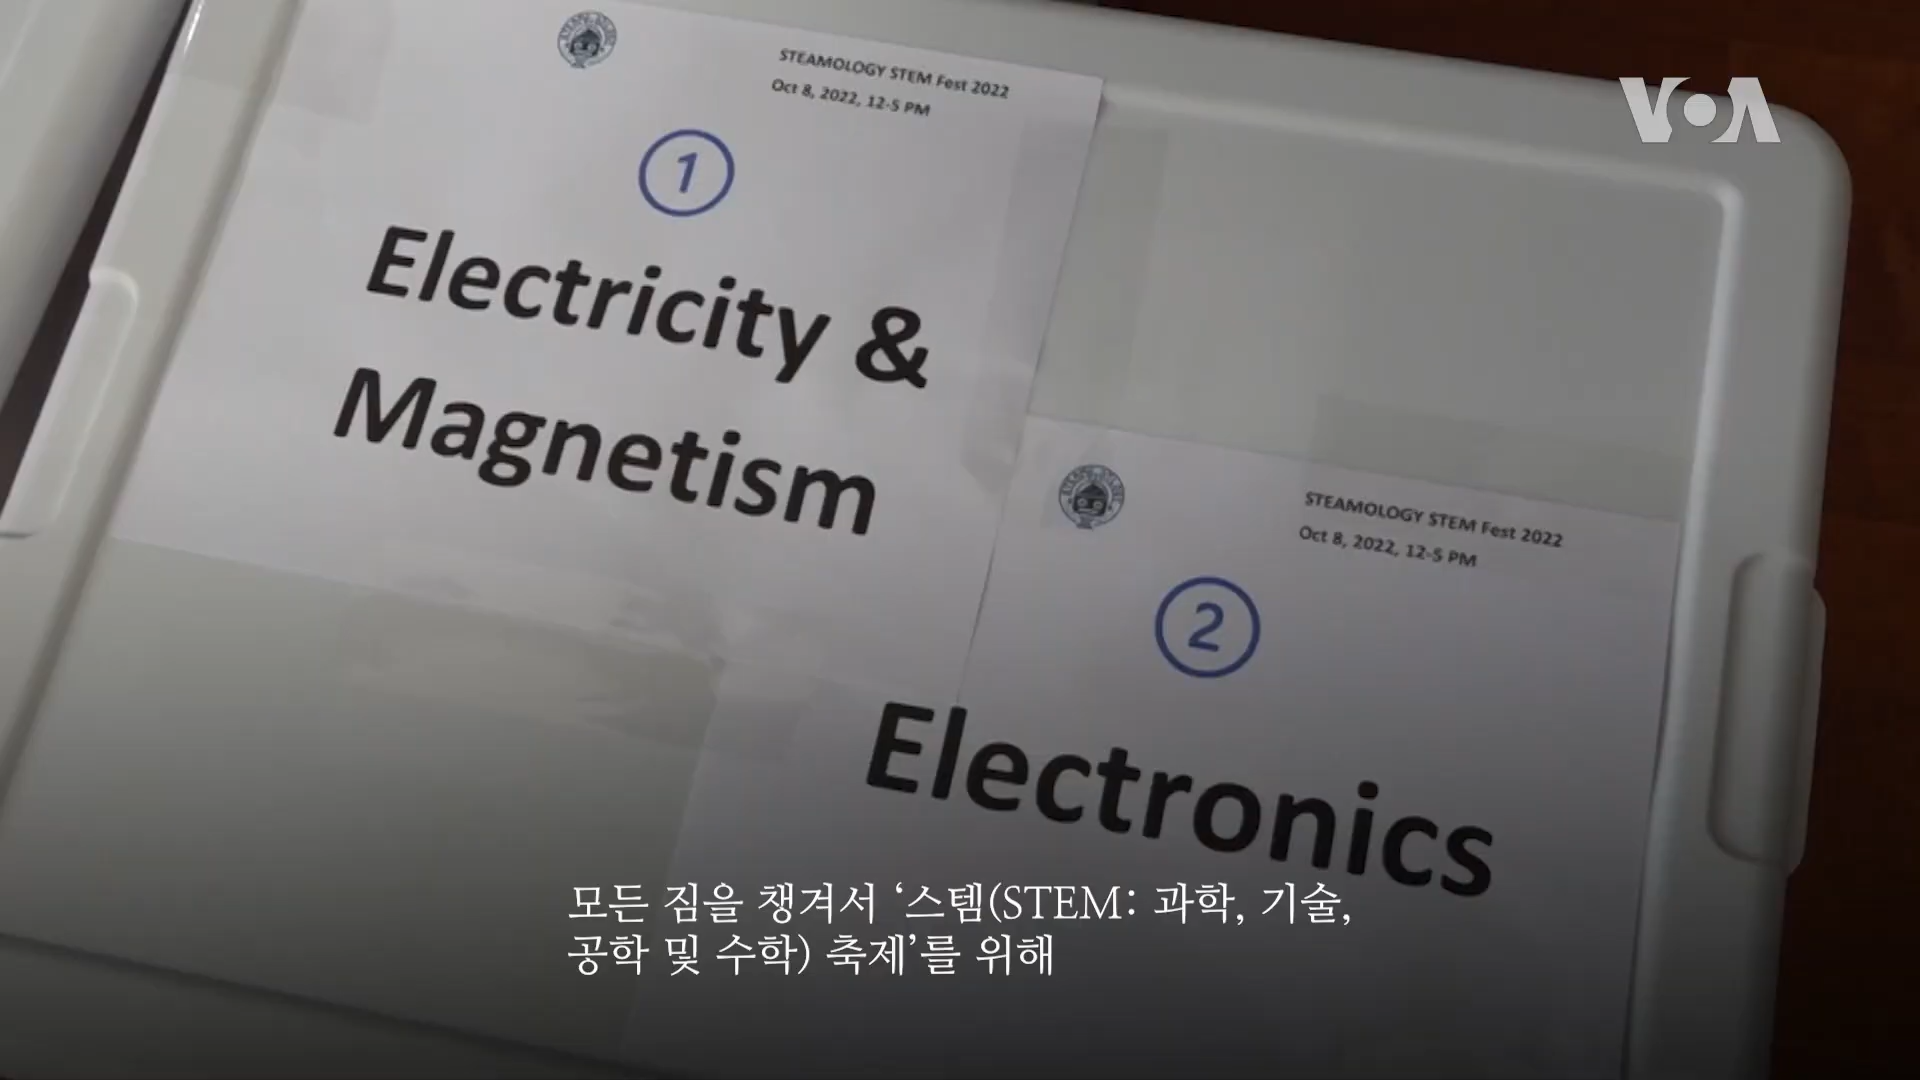 VOA
STEAMOLOGY STEM Fest 2022
Oct 8, 2022, 12-5 PM
1
Electricity &
Magnetism
STEAMOLOGY STEM Fest 2022
Oct 8, 2022, 12-5 PM
2
Electronics
모든 짐을 챙겨서 ‘스템(STEM: 과학, 기술,
공학 및 수학) 축제’를 위해